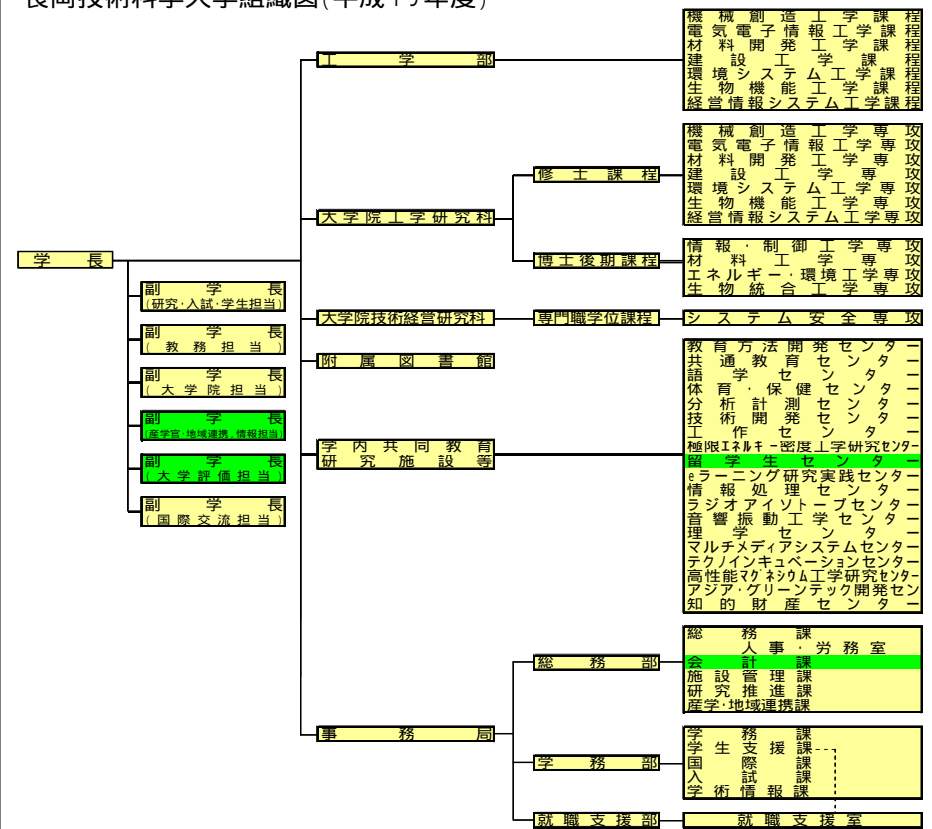 長岡技術科学大学組織図(平成19年度)
学長
副学長
(研究・入試・学生担当)
副学長
(教務担当)
副学長
(大学院担当)
副学長
(産学官・地域連携,情報担当)
副学長
(大学評価担当)
副学長
(国際交流担当)
工学部
機械創造工学課程
電気電子情報工学課程
材料開発工学課程
建設工学課程
環境システム工学課程
生物機能工学課程
経営情報システム工学課程
大学院工学研究科
修士課程
機械創造工学専攻
電気電子情報工学専攻
材料開発工学専攻
建設工学専攻
環境システム工学専攻
生物機能工学専攻
経営情報システム工学専攻
博士後期課程
情報・制御工学専攻
材料工学専攻
エネルギー・環境工学専攻
生物統合工学専攻
大学院技術経営研究科
専門職学位課程
システム安全専攻
附属図書館
学内共同教育
研究施設等
教育方法開発センター
共通教育センター
語学センター
体育・保健センター
分析計測センター
技術開発センター
工作センター
極限エネルギー密度工学研究センター
留学生センター
eラーニング研究実践センター
情報処理センター
ラジオアイソトープセンター
音響振動工学センター
理学センター
マルチメディアシステムセンター
テクノインキュベーションセンター
高性能マグネシウム工学研究センター
アジア・グリーンテック開発セン
知的財産センター
事務局
総務部
総務課
人事・労務室
会計課
施設管理課
研究推進課
産学・地域連携課
学務部
学務課
学生支援課
国際課
入試課
学術情報課
就職支援部
就職支援室